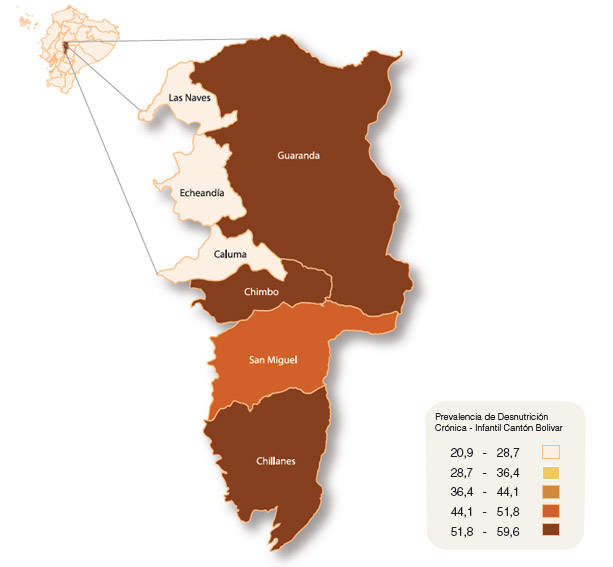 Las Naves
Guaranda
Echeandía
Caluma
Chimbo
San Miguel
Chillanes
Prevalencia de Desnutrición
Crónica - Infantil Cantón Bolivar
20,9 - 28,7
28,7 - 36,4
36,4 - 44,1
44,1 - 51,8
51,8 - 59,6